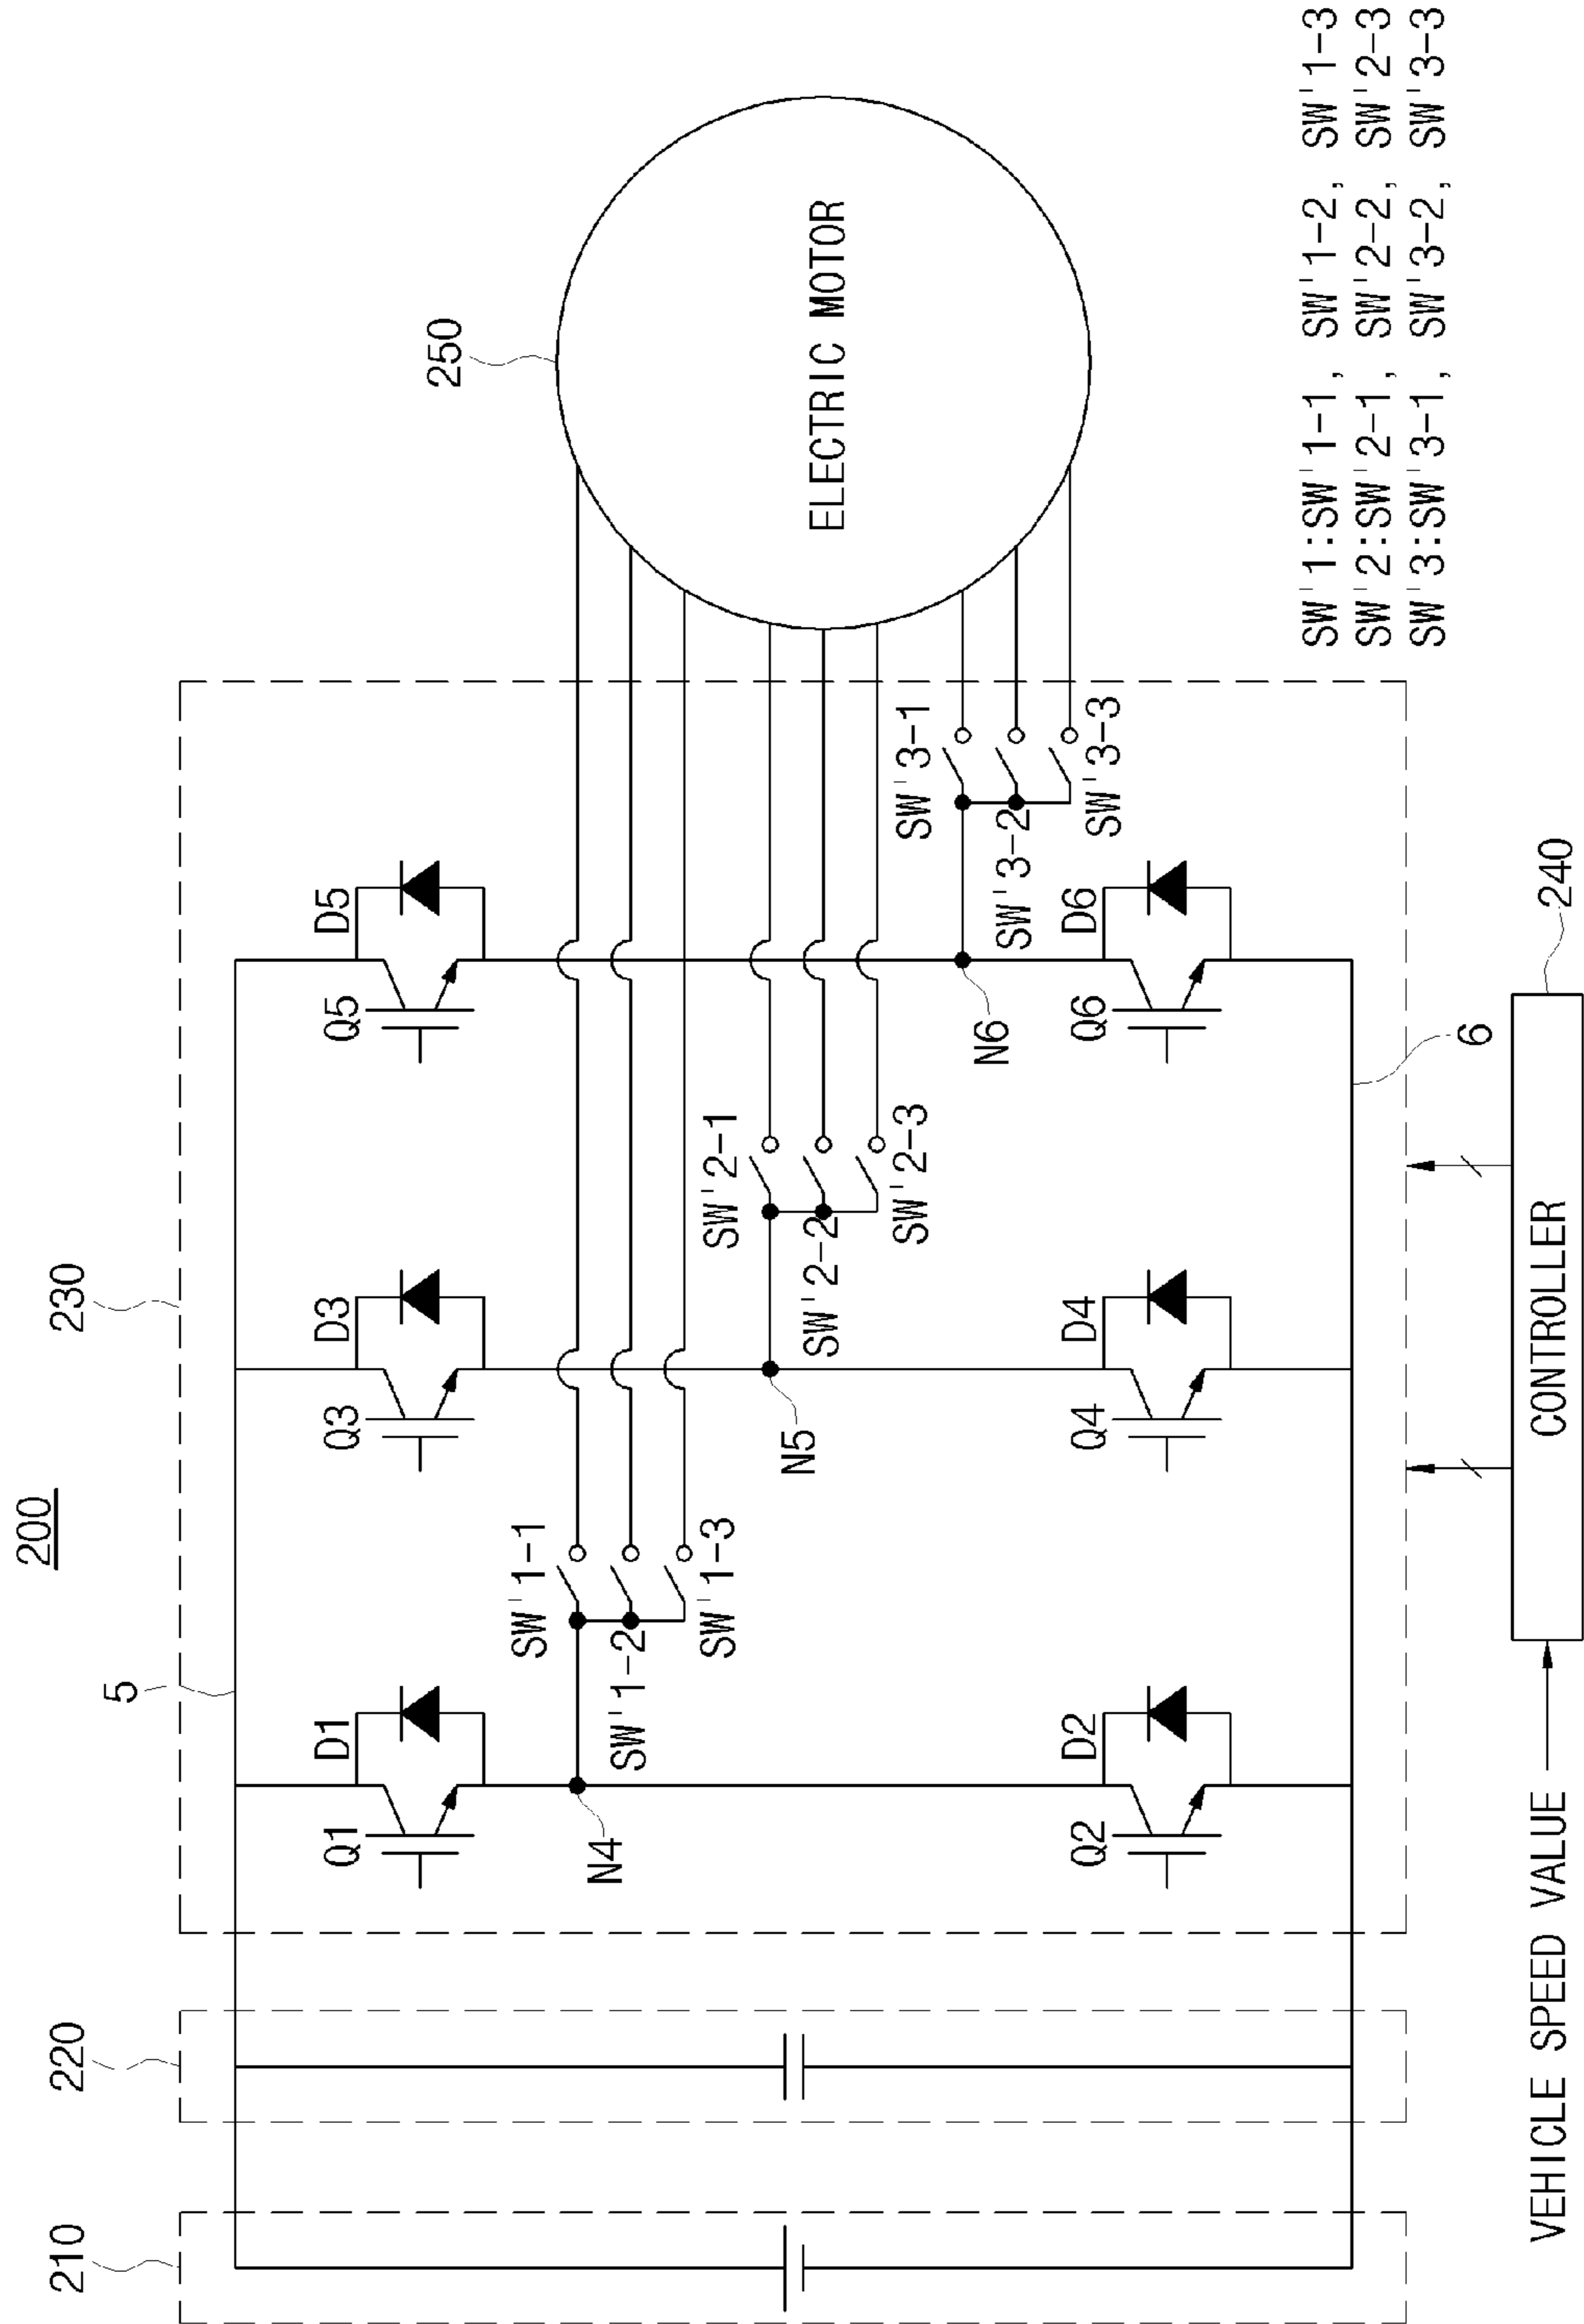 200
210
220
230
5
Q1
D1
Q3
D3
Q5
D5
250
SW'1-1
SW'1-2
SW'1-3
N4
SW'2-1
SW'2-2
SW'2-3
N5
SW'3-1
SW'3-2
SW'3-3
N6
ELECTRIC MOTOR
Q2
D2
Q4
D4
Q6
D6
6
VEHICLE SPEED VALUE
CONTROLLER
240
SW'1:SW'1-1, SW'1-2, SW'1-3
SW'2:SW'2-1, SW'2-2, SW'2-3
SW'3:SW'3-1, SW'3-2, SW'3-3